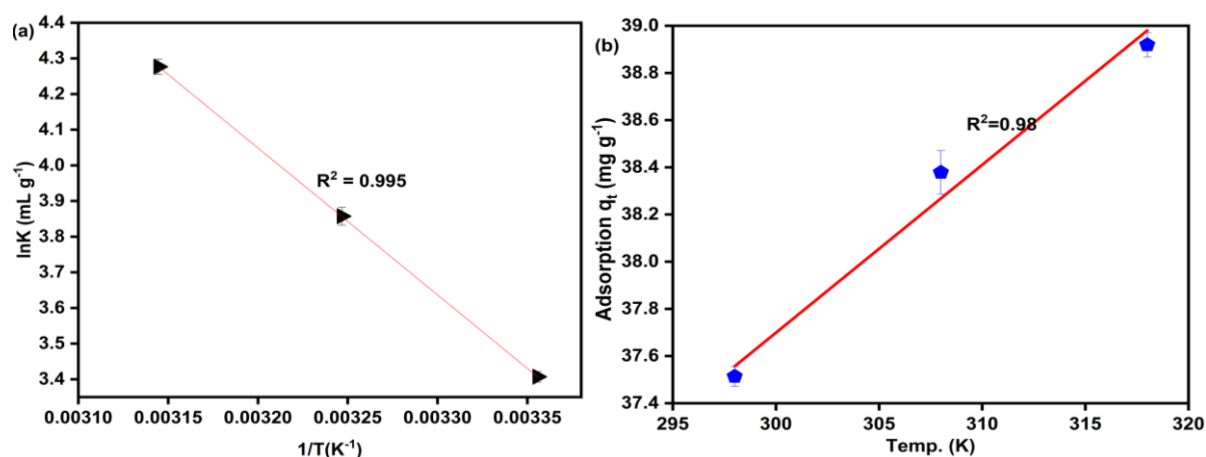 (a)
lnK (mL g⁻¹)
4.4
4.3
4.2
4.1
4.0
3.9
3.8
3.7
3.6
3.5
3.4
R² = 0.995
0.00310 0.00315 0.00320 0.00325 0.00330 0.00335
1/T(K⁻¹)
(b)
Adsorption qₜ (mg g⁻¹)
39.0
38.8
38.6
38.4
38.2
38.0
37.8
37.6
37.4
R²=0.98
295 300 305 310 315 320
Temp. (K)